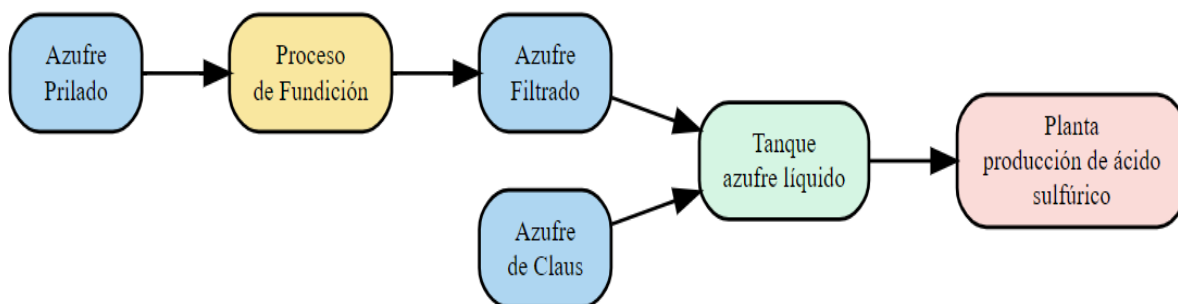 Azufre
Prilado
Proceso
de Fundición
Azufre
Filtrado
Azufre
de Claus
Tanque
azufre líquido
Planta
producción de ácido
sulfúrico